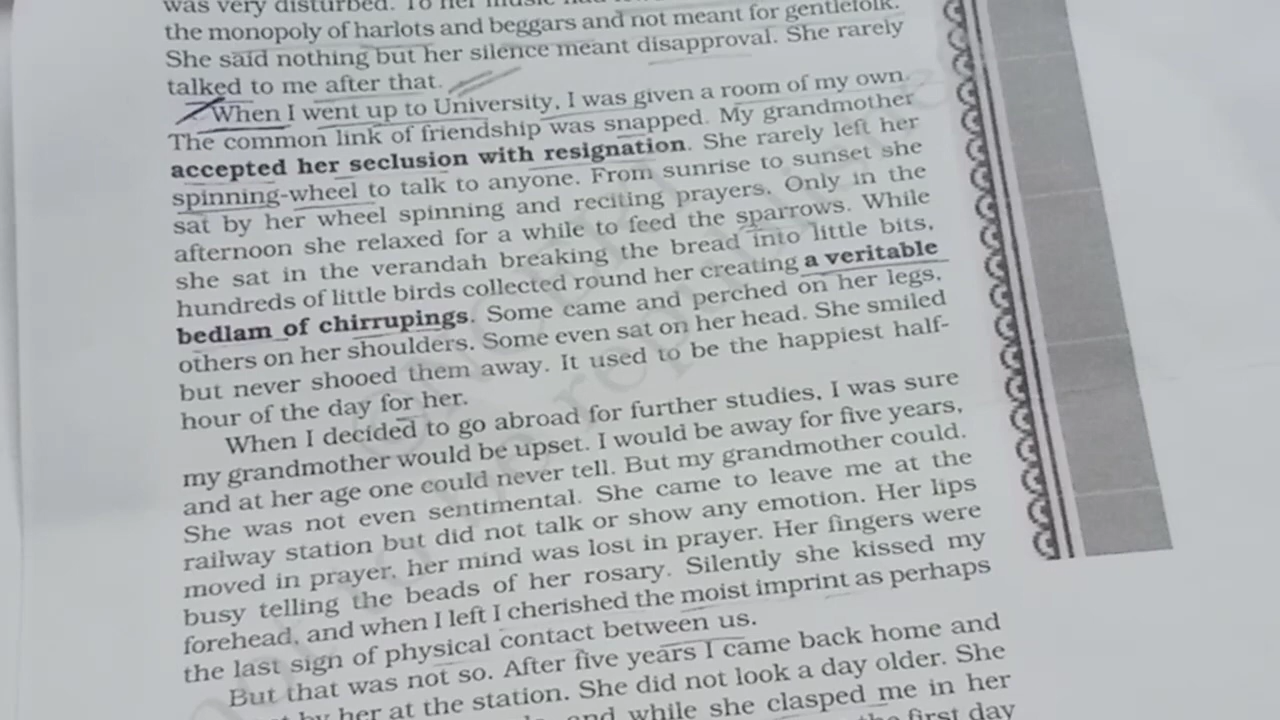 was very disturbed. To her music had
the monopoly of harlots and beggars and not meant for gentlefolk.
She said nothing but her silence meant disapproval. She rarely
talked to me after that.
When I went up to University, I was given a room of my own.
The common link of friendship was snapped. My grandmother
accepted her seclusion with resignation. She rarely left her
spinning-wheel to talk to anyone. From sunrise to sunset she
sat by her wheel spinning and reciting prayers. Only in the
afternoon she relaxed for a while to feed the sparrows. While
she sat in the verandah breaking the bread into little bits,
hundreds of little birds collected round her creating a veritable
bedlam of chirrupings. Some came and perched on her legs,
others on her shoulders. Some even sat on her head. She smiled
but never shooed them away. It used to be the happiest half-
hour of the day for her.
When I decided to go abroad for further studies, I was sure
my grandmother would be upset. I would be away for five years,
and at her age one could never tell. But my grandmother could.
She was not even sentimental. She came to leave me at the
railway station but did not talk or show any emotion. Her lips
moved in prayer, her mind was lost in prayer. Her fingers were
busy telling the beads of her rosary. Silently she kissed my
forehead, and when I left I cherished the moist imprint as perhaps
the last sign of physical contact between us.
But that was not so. After five years I came back home and
by her at the station. She did not look a day older. She
and while she clasped me in her
the first day